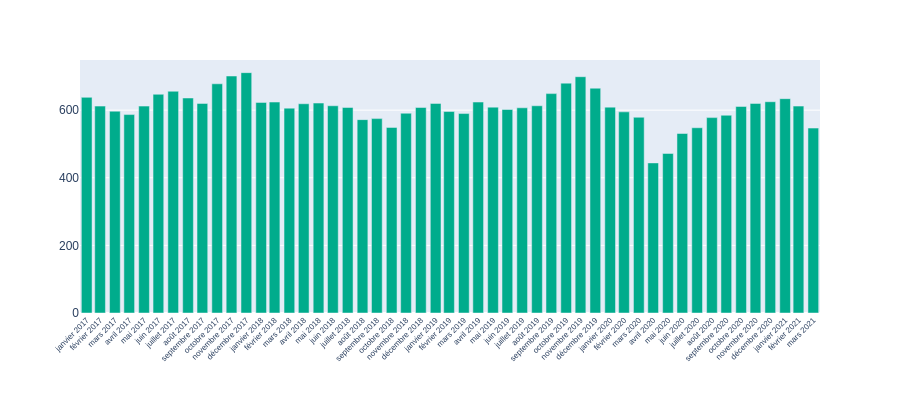 600
400
200
0
janvier 2017
février 2017
mars 2017
avril 2017
mai 2017
juin 2017
juillet 2017
août 2017
septembre 2017
octobre 2017
novembre 2017
décembre 2017
janvier 2018
février 2018
mars 2018
avril 2018
mai 2018
juin 2018
juillet 2018
août 2018
septembre 2018
octobre 2018
novembre 2018
décembre 2018
janvier 2019
février 2019
mars 2019
avril 2019
mai 2019
juin 2019
juillet 2019
août 2019
septembre 2019
octobre 2019
novembre 2019
décembre 2019
janvier 2020
février 2020
mars 2020
avril 2020
mai 2020
juin 2020
juillet 2020
août 2020
septembre 2020
octobre 2020
novembre 2020
décembre 2020
janvier 2021
février 2021
mars 2021